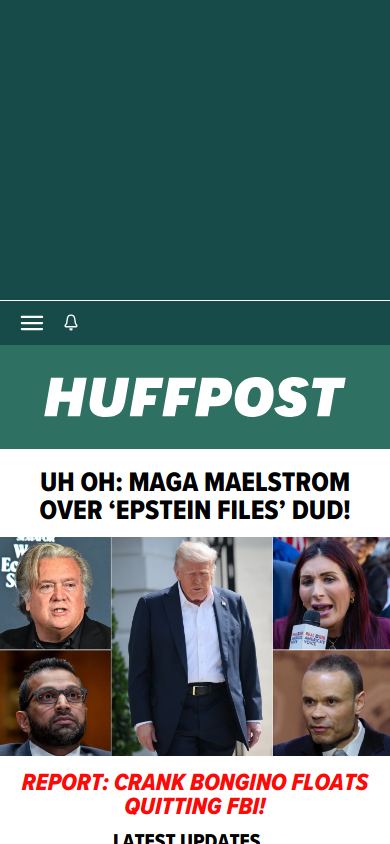 HUFFPOST
UH OH: MAGA MAELSTROM
OVER ‘EPSTEIN FILES’ DUD!
REPORT: CRANK BONGINO FLOATS
QUITTING FBI!
LATEST UPDATES